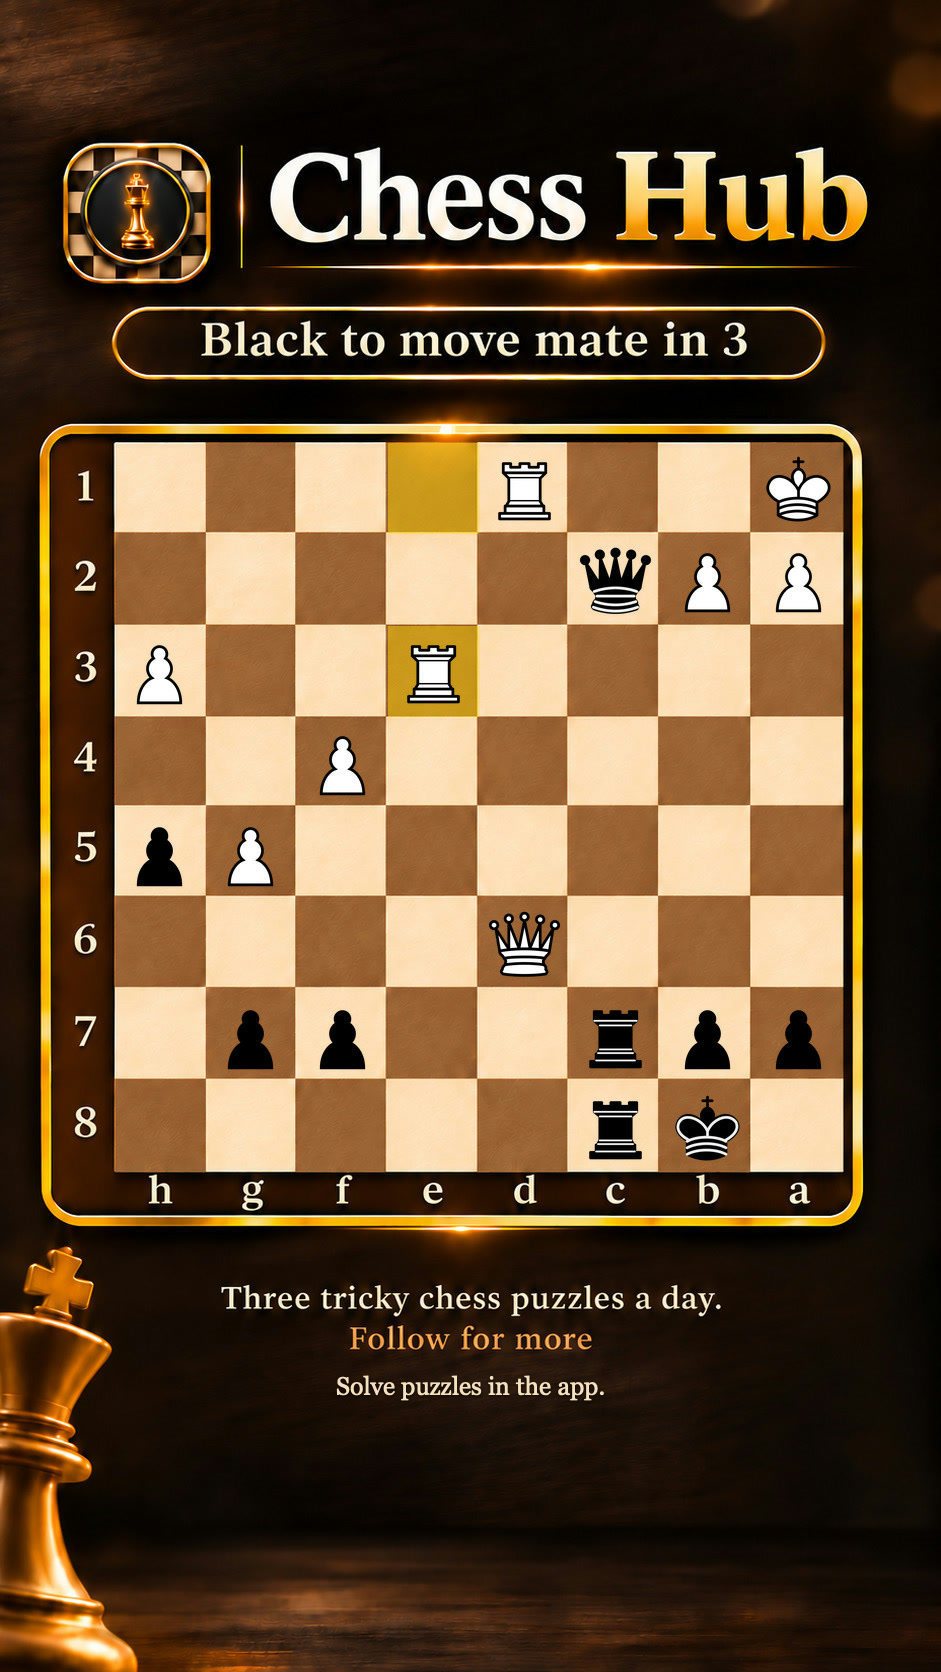 Chess Hub
Black to move mate in 3
1
2
3
4
5
6
7
8
h g f e d c b a
Three tricky chess puzzles a day.
Follow for more
Solve puzzles in the app.